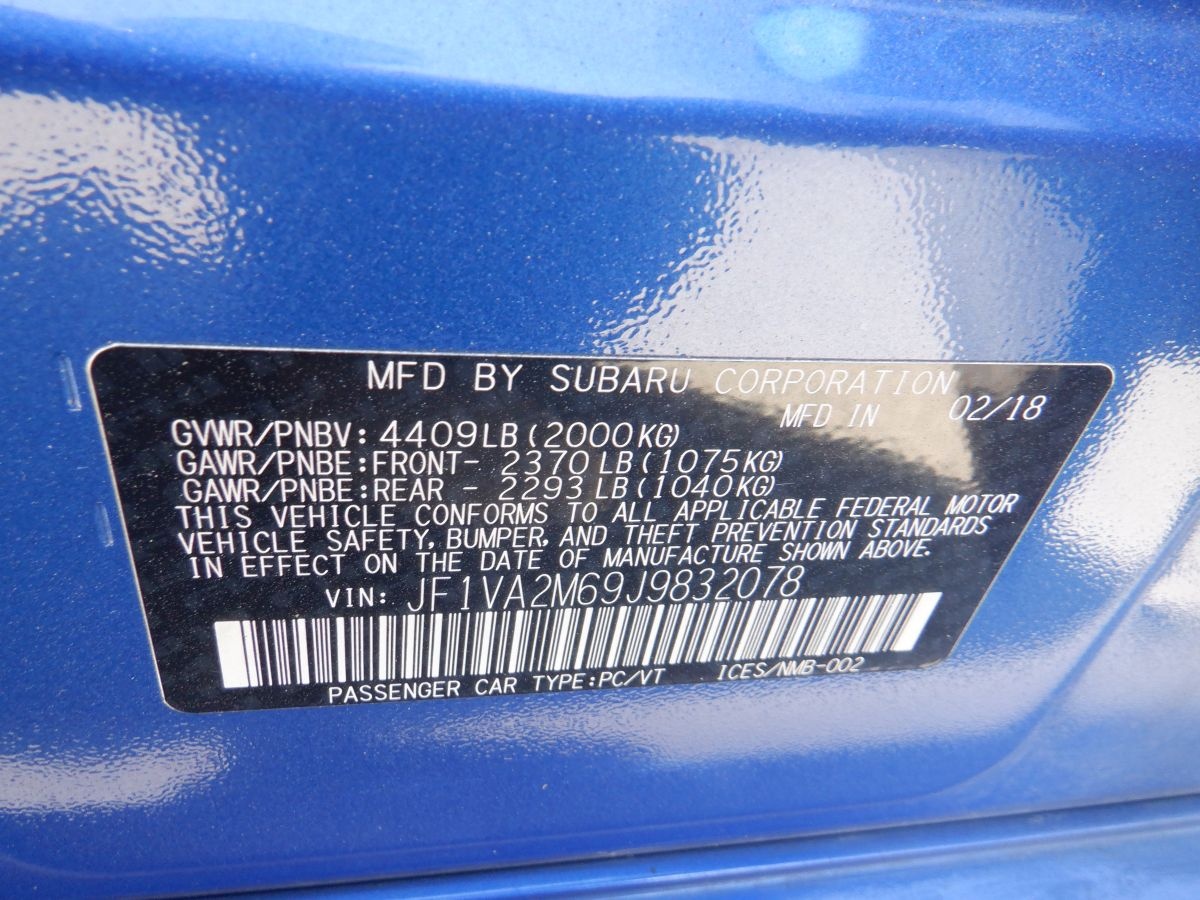 MFD BY SUBARU CORPORATION
MFD IN 02/18
GVWR/PNBV: 4409LB (2000KG)
GAWR/PNBE:FRONT- 2370 LB (1075KG)
GAWR/PNBE:REAR - 2293 LB (1040KG)
THIS VEHICLE CONFORMS TO ALL APPLICABLE FEDERAL MOTOR
VEHICLE SAFETY, BUMPER, AND THEFT PREVENTION STANDARDS
IN EFFECT ON THE DATE OF MANUFACTURE SHOWN ABOVE.
VIN: JF1VA2M69J9832078
PASSENGER CAR TYPE:PC/VT ICES/NMB-002